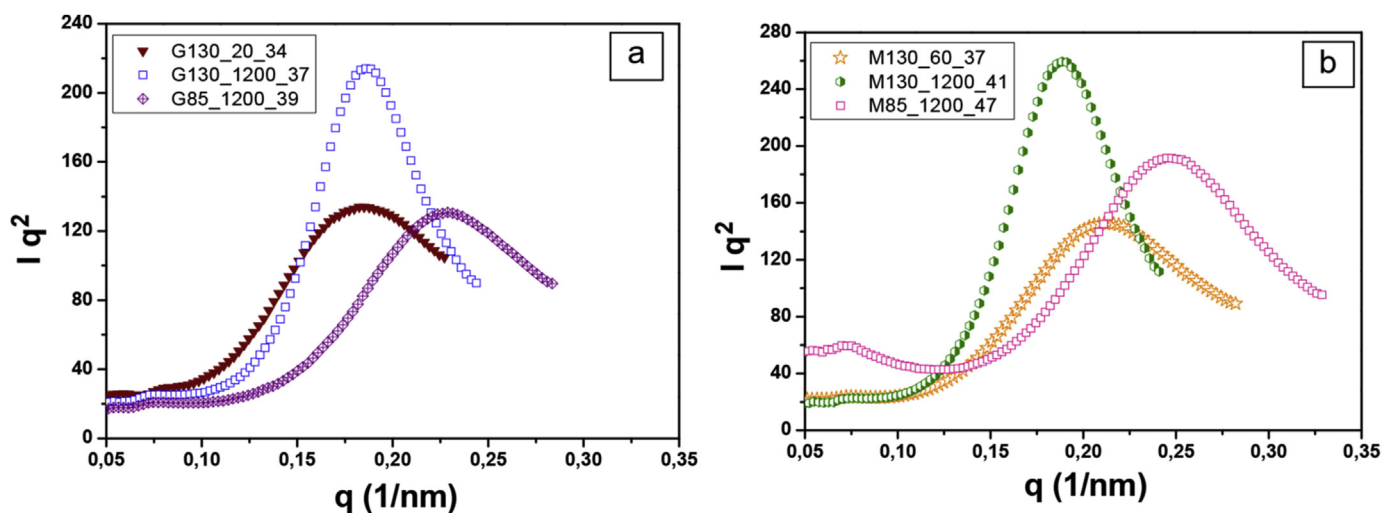 a
G130_20_34
G130_1200_37
G85_1200_39
I q²
240
200
160
120
80
40
0
0,05 0,10 0,15 0,20 0,25 0,30 0,35
q (1/nm)
b
M130_60_37
M130_1200_41
M85_1200_47
I q²
280
240
200
160
120
80
40
0
0,05 0,10 0,15 0,20 0,25 0,30 0,35
q (1/nm)